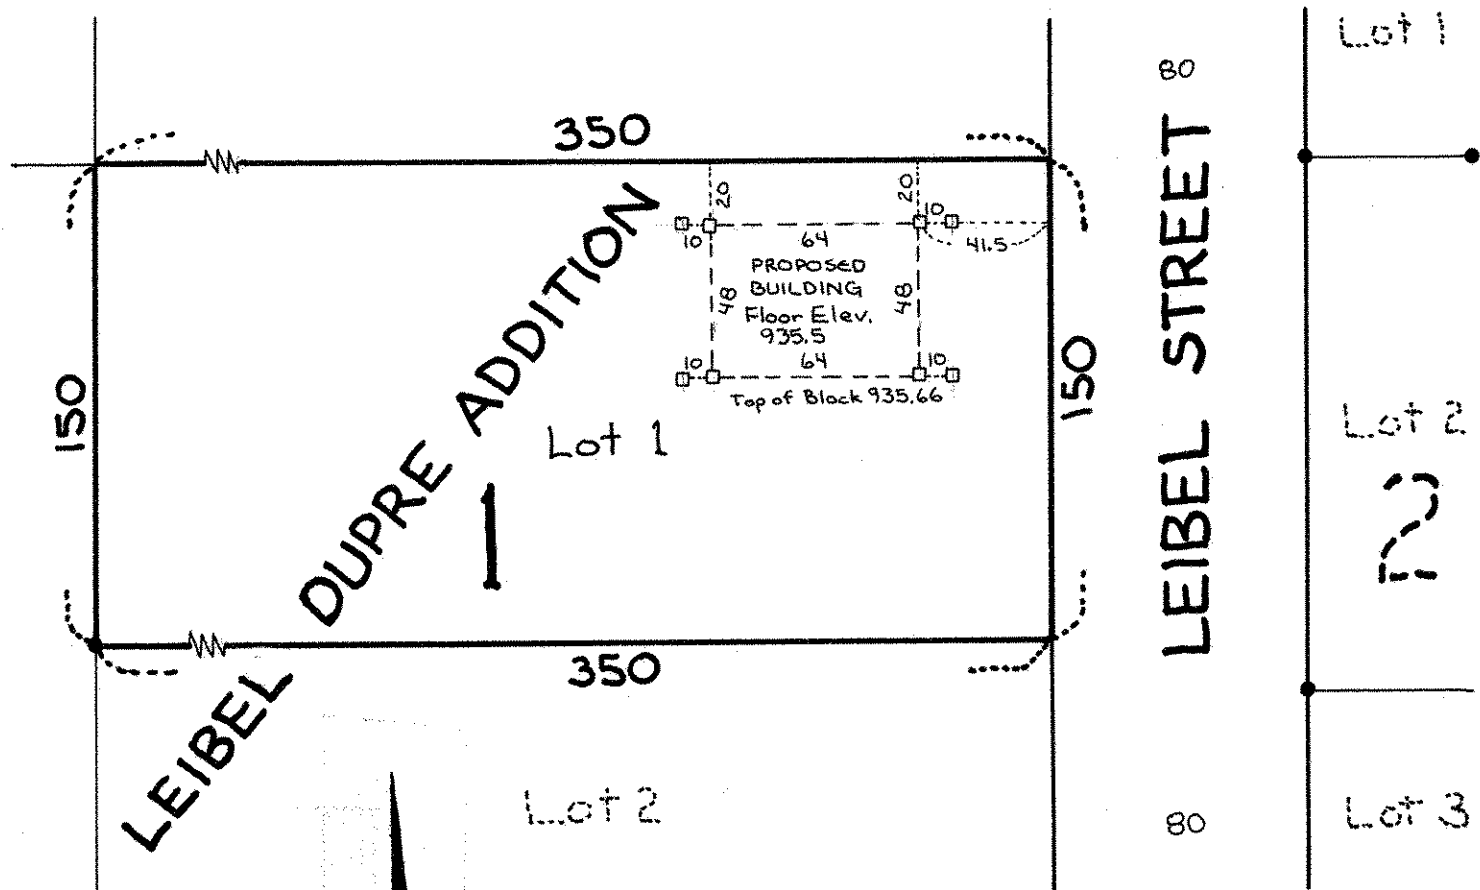 Lot 1
80
350
20
20
10
10
64
41.5
PROPOSED
BUILDING
48
48
Floor Elev.
935.5
10
64
10
Top of Block 935.66
150
150
Lot 1
1
LEIBEL DUPRE ADDITION
LEIBEL STREET
Lot 2
2
350
Lot 2
80
Lot 3